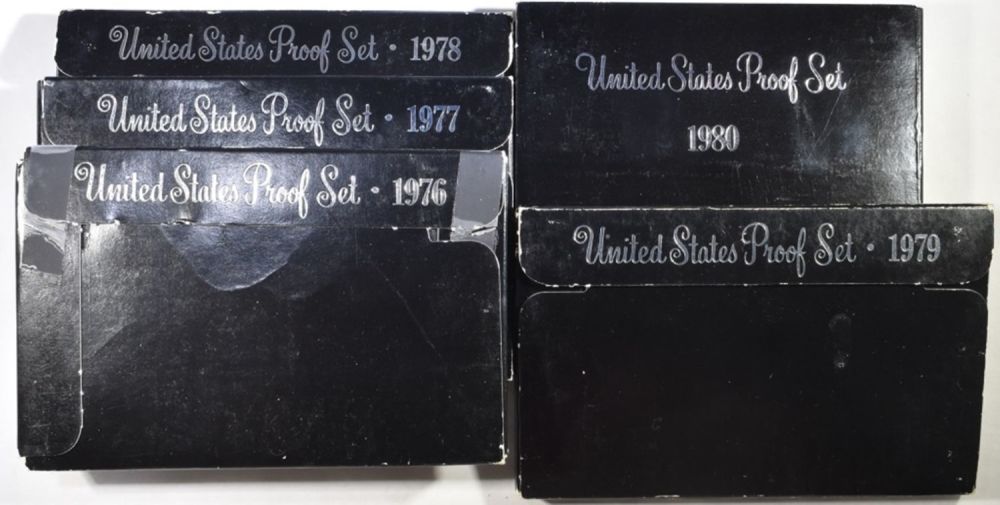 United States Proof Set • 1978
United States Proof Set • 1977
United States Proof Set • 1976
United States Proof Set
1980
United States Proof Set • 1979